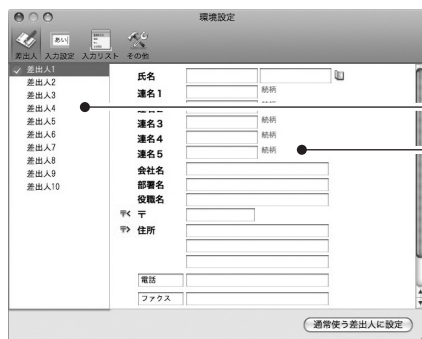 環境設定
あいう
差出人 入力設定 入力リスト その他
差出人1
差出人2
差出人3
差出人4
差出人5
差出人6
差出人7
差出人8
差出人9
差出人10
氏名
連名1 続柄
連名3 続柄
連名4 続柄
連名5 続柄
会社名
部署名
役職名
〒< 〒
〒> 住所
電話
ファクス
通常使う差出人に設定